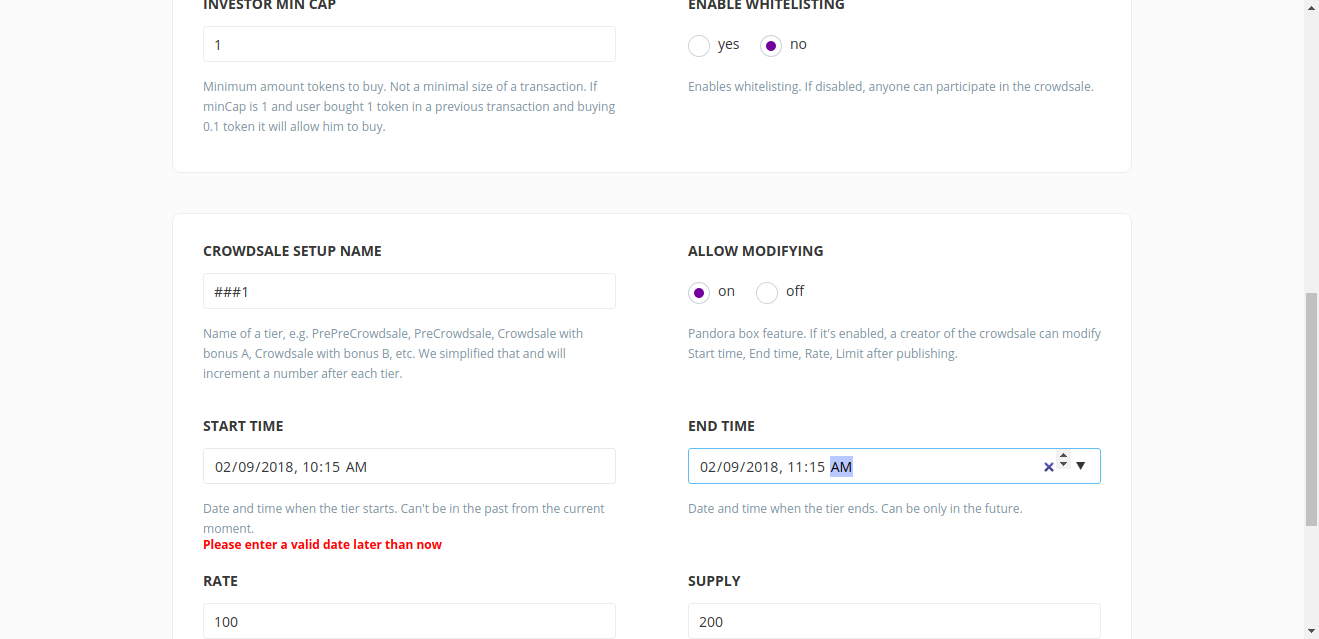 INVESTOR MIN CAP
ENABLE WHITELISTING
1
yes
no
Minimum amount tokens to buy. Not a minimal size of a transaction. If
minCap is 1 and user bought 1 token in a previous transaction and buying
0.1 token it will allow him to buy.
Enables whitelisting. If disabled, anyone can participate in the crowdsale.
CROWDSALE SETUP NAME
ALLOW MODIFYING
###1
on
off
Name of a tier, e.g. PrePreCrowdsale, PreCrowdsale, Crowdsale with
bonus A, Crowdsale with bonus B, etc. We simplified that and will
increment a number after each tier.
Pandora box feature. If it's enabled, a creator of the crowdsale can modify
Start time, End time, Rate, Limit after publishing.
START TIME
END TIME
02/09/2018, 10:15 AM
02/09/2018, 11:15 AM
Date and time when the tier starts. Can't be in the past from the current
moment.
Please enter a valid date later than now
Date and time when the tier ends. Can be only in the future.
RATE
SUPPLY
100
200